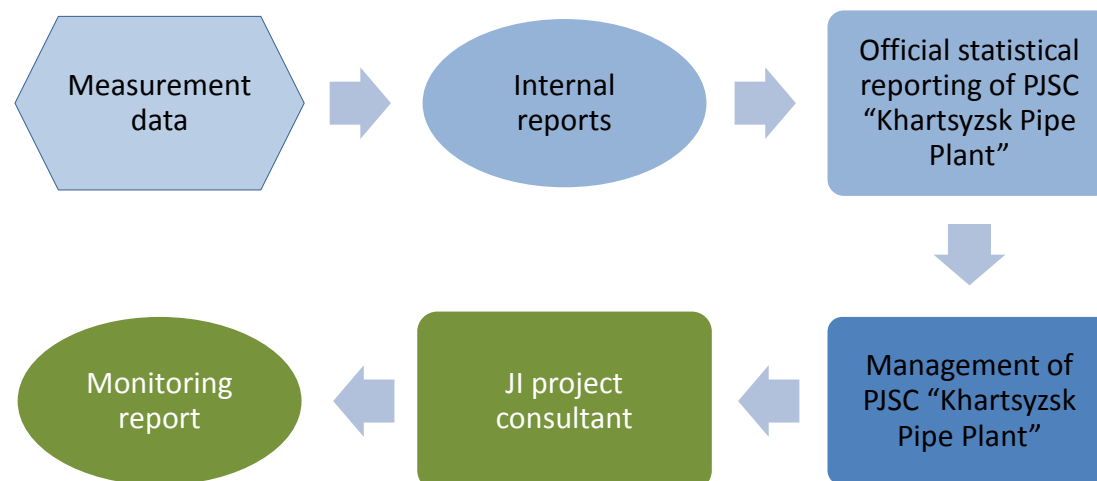 Measurement
data
Internal
reports
Official statistical
reporting of PJSC
“Khartsyzsk Pipe
Plant”
Management of
PJSC “Khartsyzsk
Pipe Plant”
JI project
consultant
Monitoring
report